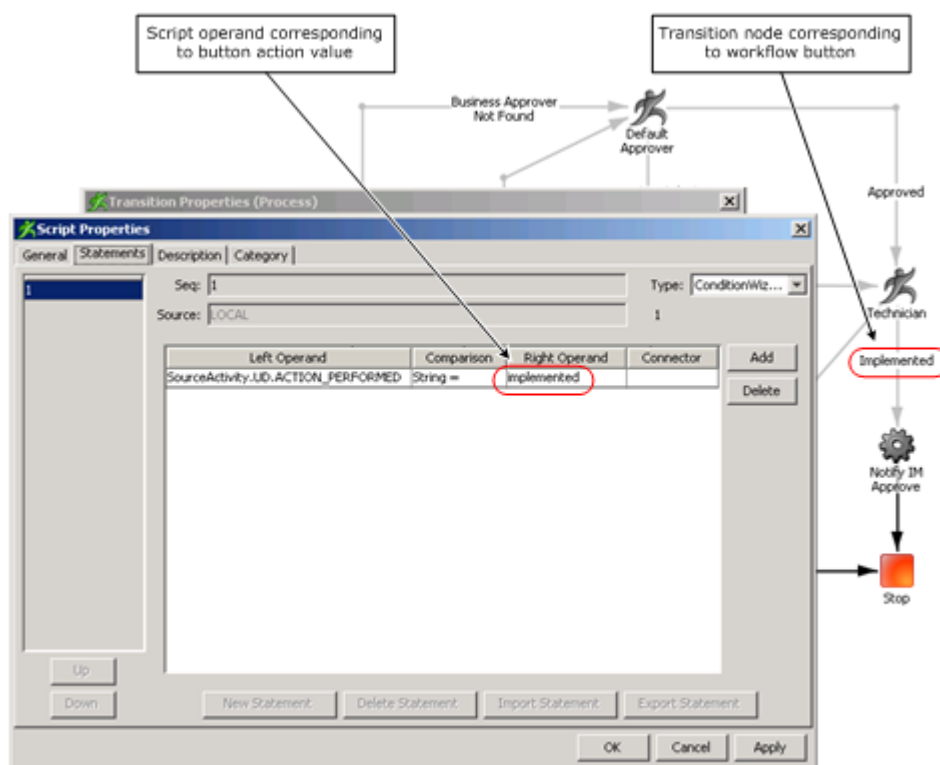 Script operand corresponding
to button action value
Transition node corresponding
to workflow button
Business Approver
Not Found
Default
Approver
Approved
Transition Properties (Process)
Script Properties
General
Statements
Description
Category
1
Seq: 1
Type: ConditionWiz...
Source: LOCAL
1
Technician
Left Operand
Comparison
Right Operand
Connector
Add
SourceActivity.UD.ACTION_PERFORMED
String =
implemented
Delete
Implemented
Notify IM
Approve
Stop
Up
Down
New Statement
Delete Statement
Import Statement
Export Statement
OK
Cancel
Apply